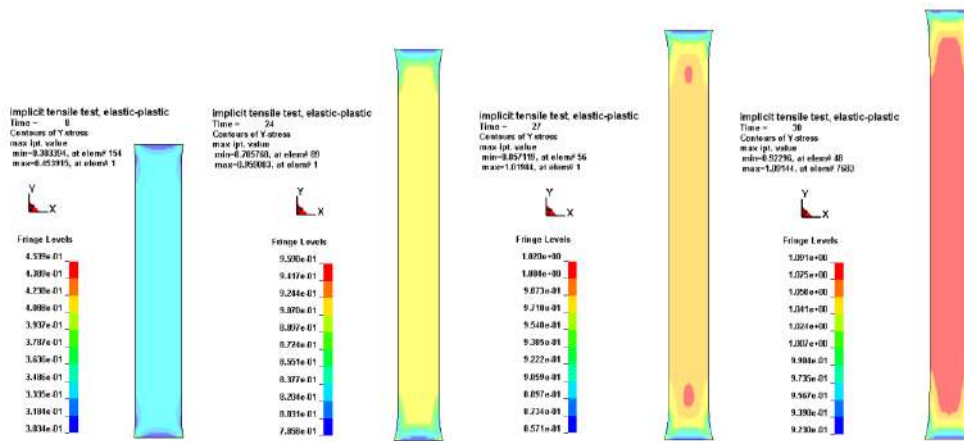 implicit tensile test, elastic-plastic
Time = 8
Contours of Y-stress
max ipt. value
min=0.303394, at elem# 154
max=0.453915, at elem# 1
Y
X
Fringe Levels
4.539e-01
4.389e-01
4.238e-01
4.088e-01
3.937e-01
3.787e-01
3.636e-01
3.486e-01
3.335e-01
3.184e-01
3.034e-01
implicit tensile test, elastic-plastic
Time = 24
Contours of Y-stress
max ipt. value
min=0.785768, at elem# 89
max=0.959003, at elem# 1
Y
X
Fringe Levels
9.590e-01
9.417e-01
9.244e-01
9.070e-01
8.897e-01
8.724e-01
8.551e-01
8.377e-01
8.204e-01
8.031e-01
7.858e-01
implicit tensile test, elastic-plastic
Time = 27
Contours of Y-stress
max ipt. value
min=0.857119, at elem# 56
max=1.01984, at elem# 1
Y
X
Fringe Levels
1.020e+00
1.004e+00
9.873e-01
9.710e-01
9.548e-01
9.385e-01
9.222e-01
9.059e-01
8.897e-01
8.734e-01
8.571e-01
implicit tensile test, elastic-plastic
Time = 30
Contours of Y-stress
max ipt. value
min=0.92296, at elem# 48
max=1.09144, at elem# 7683
Y
X
Fringe Levels
1.091e+00
1.075e+00
1.058e+00
1.041e+00
1.024e+00
1.007e+00
9.904e-01
9.735e-01
9.567e-01
9.398e-01
9.230e-01